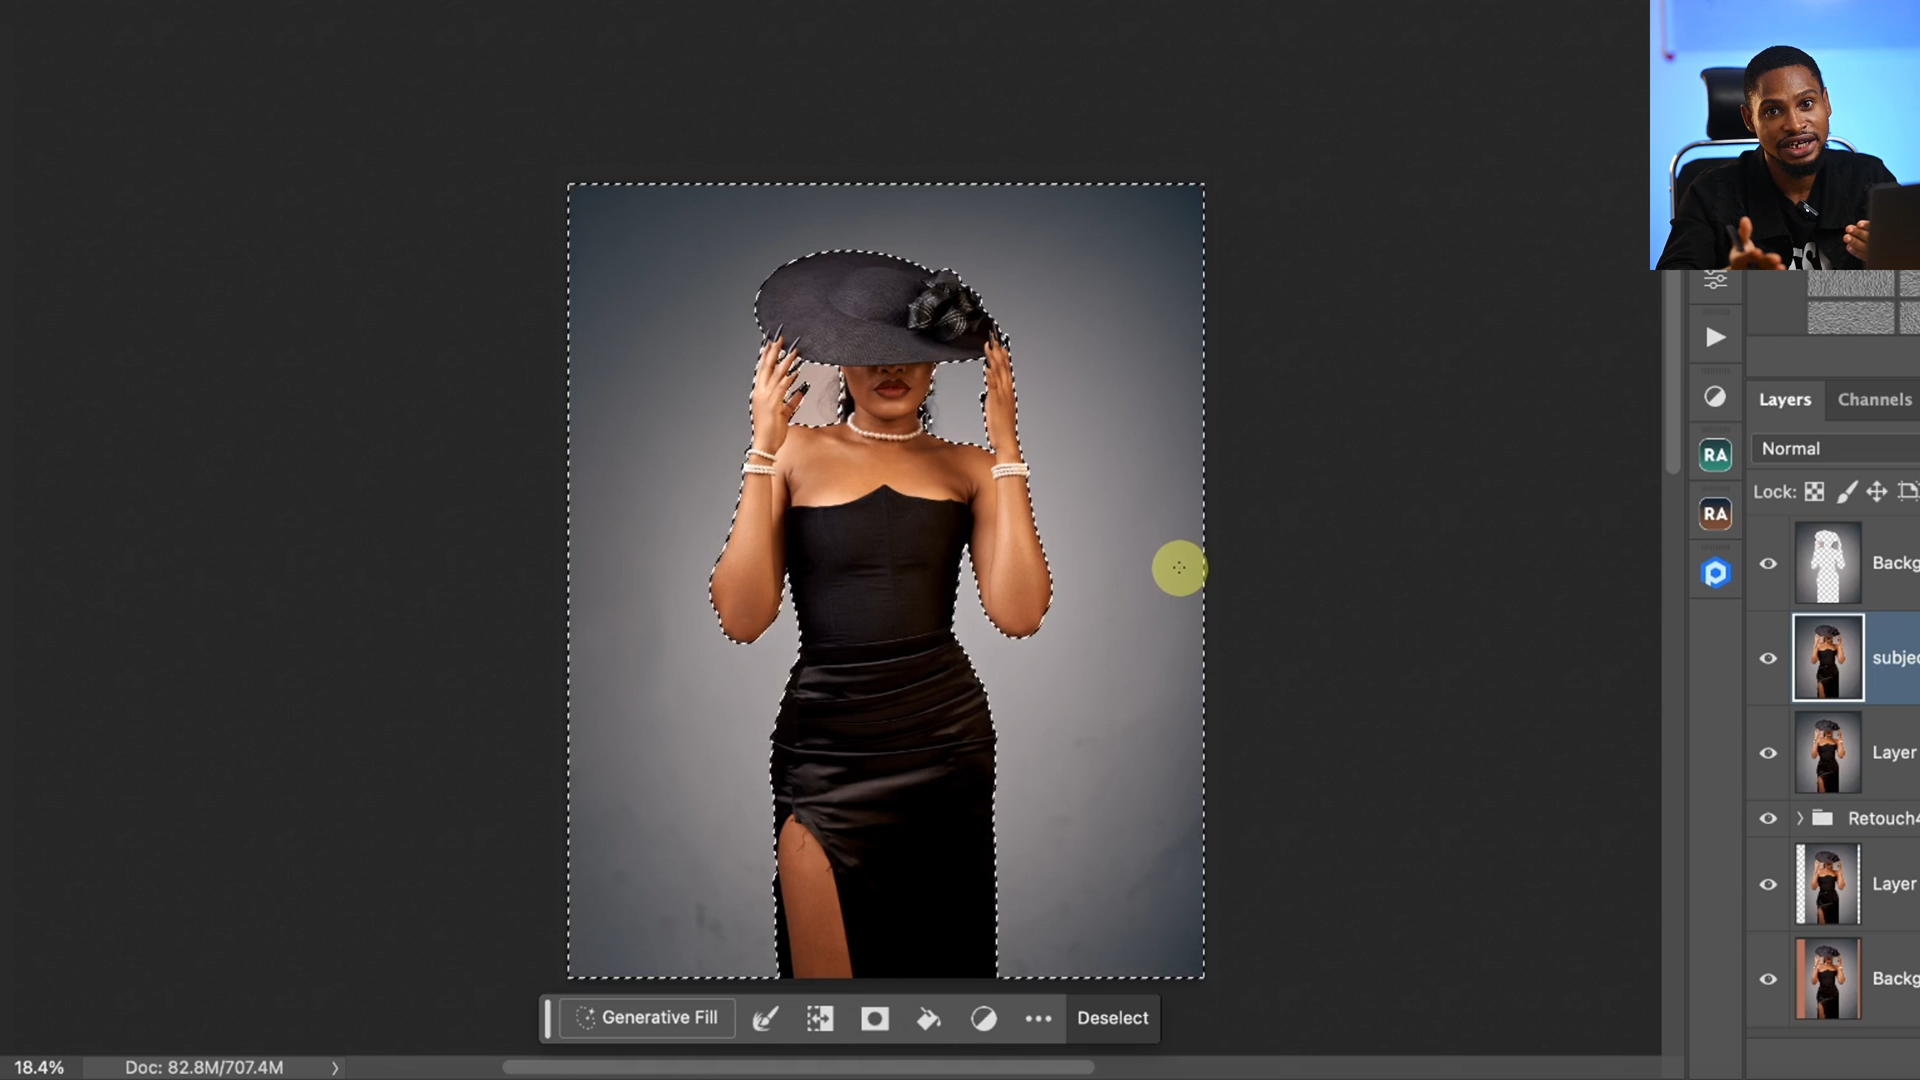 Layers
Channels
Normal
Lock:
RA
RA
Backg
subjec
Layer
Retouch4
Layer
Backg
Generative Fill
Deselect
18.4%
Doc: 82.8M/707.4M